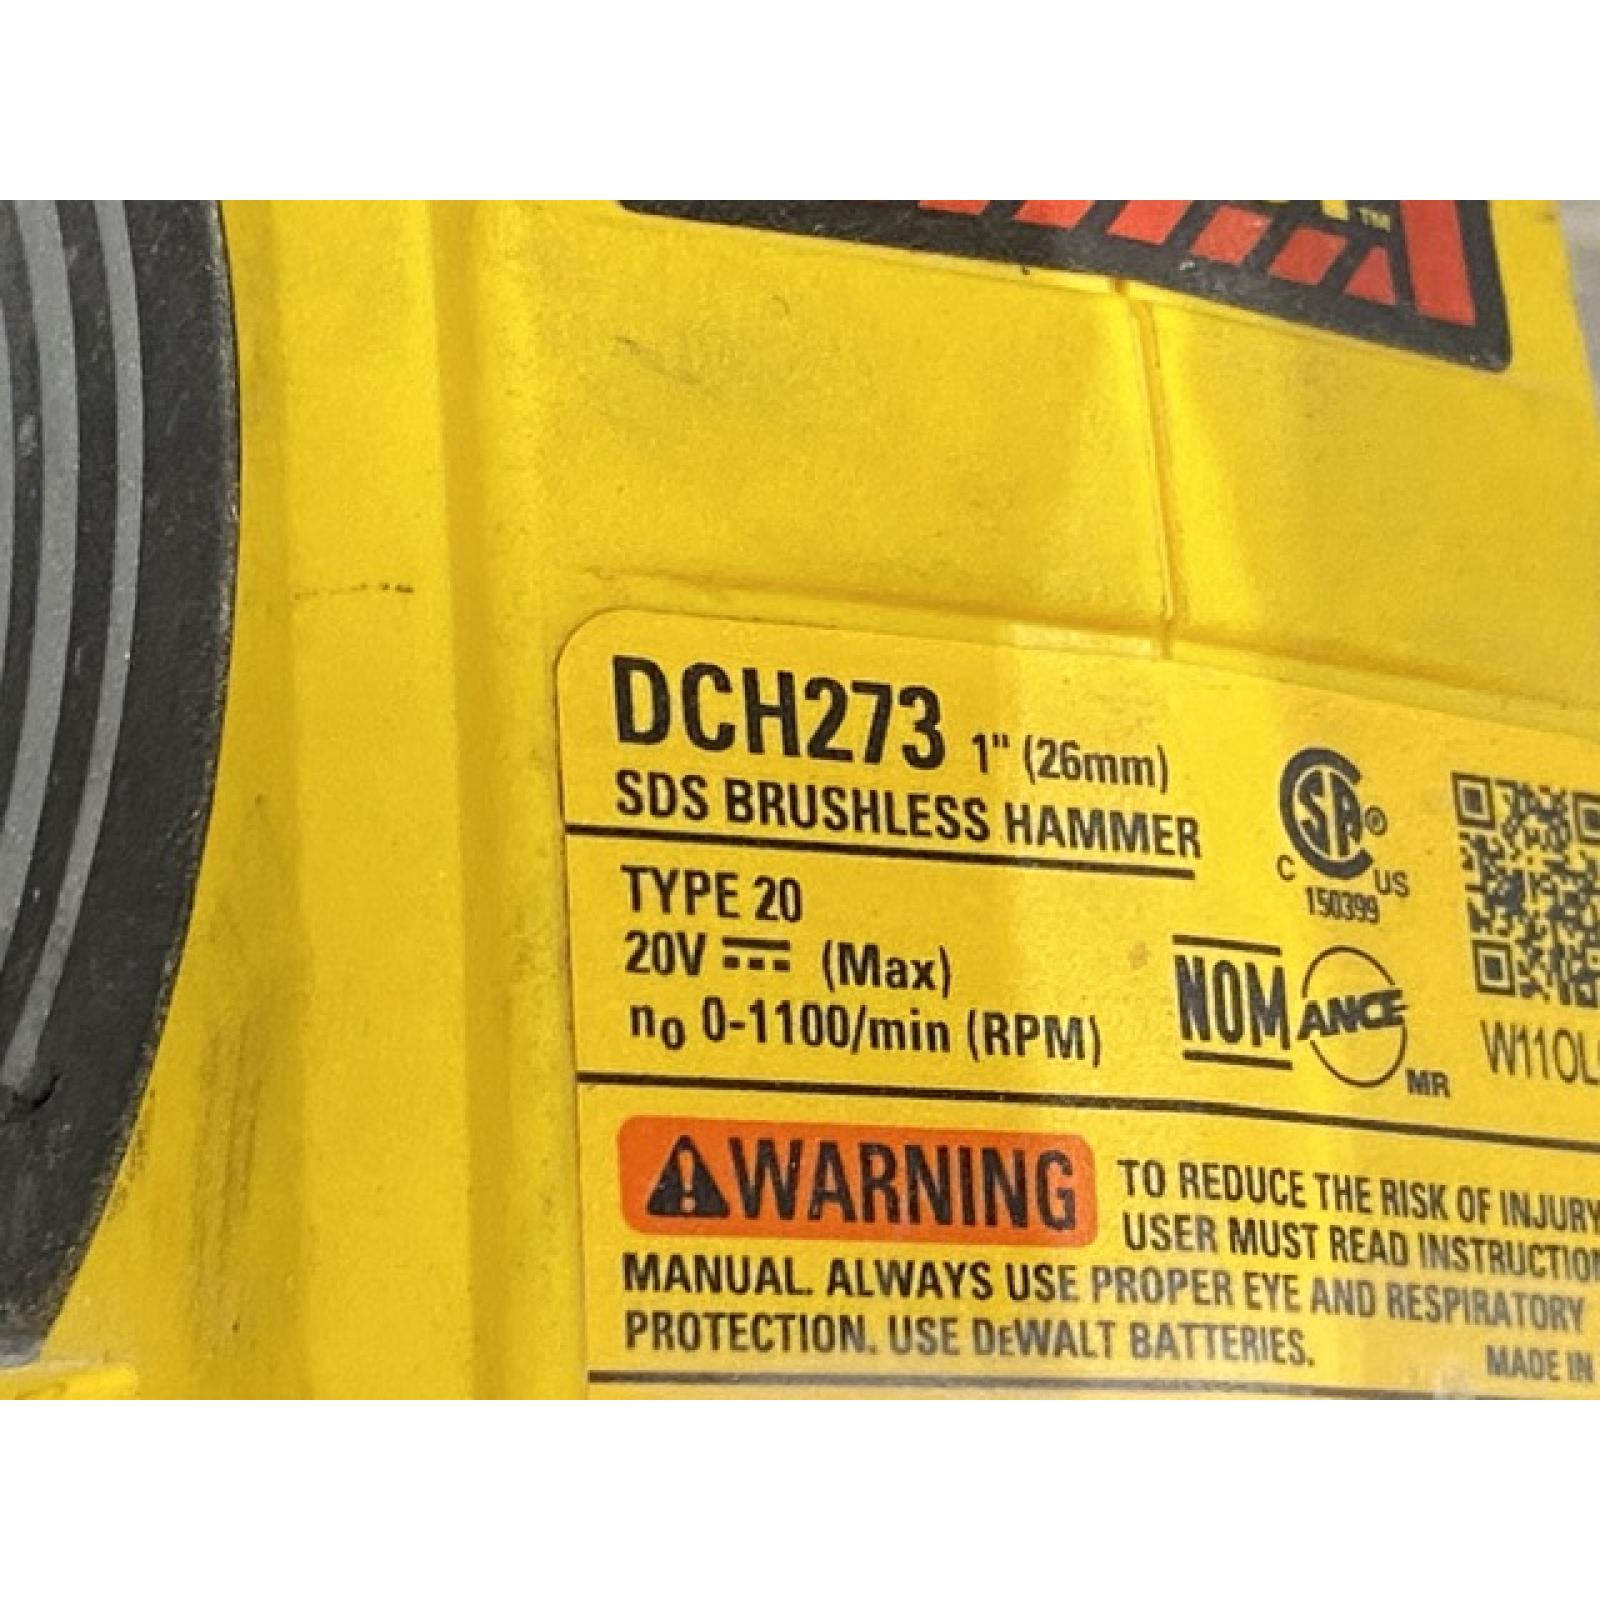 ™
DCH273 1" (26mm)
SDS BRUSHLESS HAMMER
TYPE 20
20V (Max)
n₀ 0-1100/min (RPM)
CSA®
C US
150399
NOM
ANCE
MR
WARNING
TO REDUCE THE RISK OF INJURY
USER MUST READ
MANUAL. ALWAYS USE PROPER EYE AND RESPIRATORY
PROTECTION. USE DEWALT BATTERIES.
MADE IN